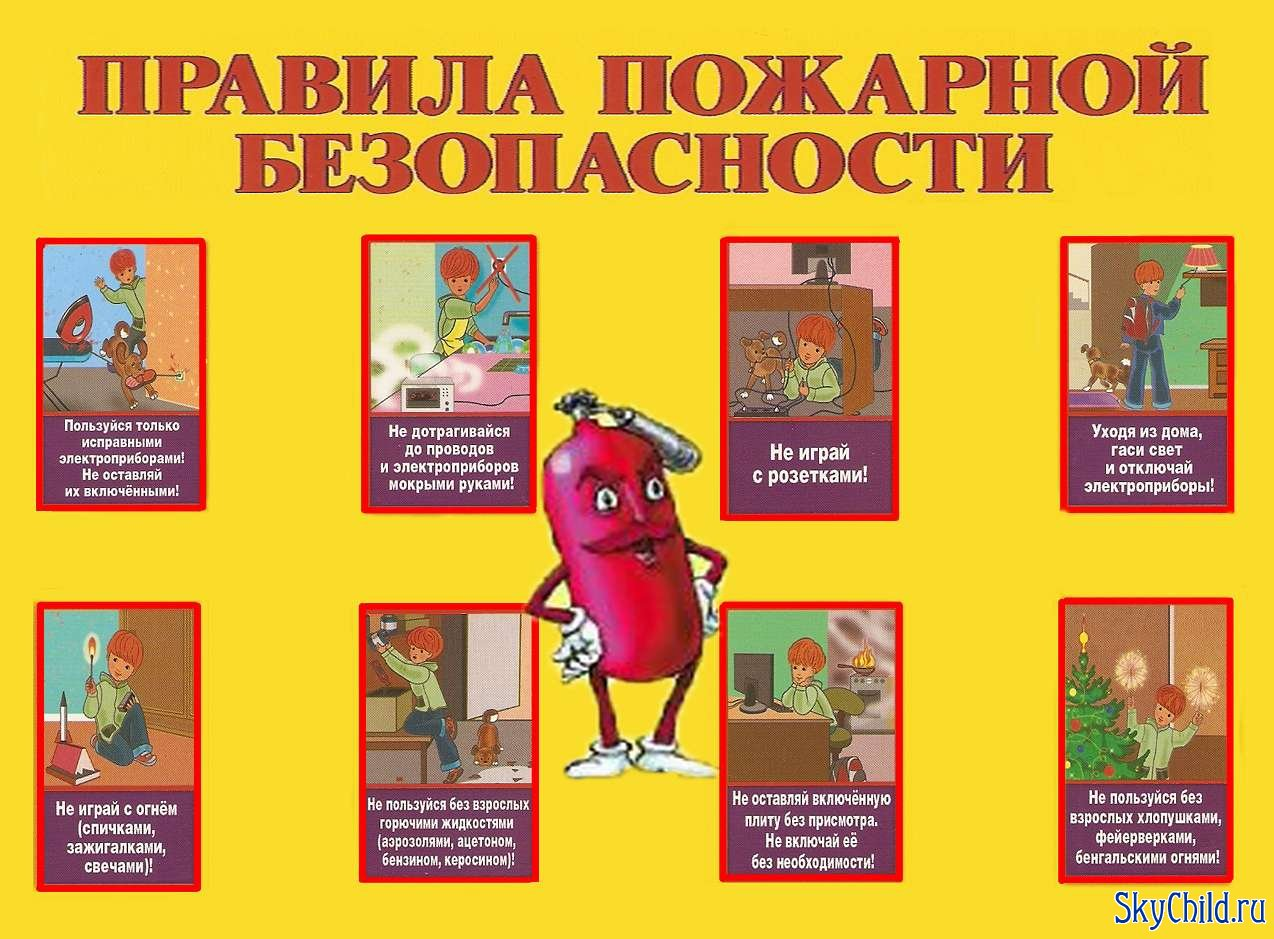 ПРАВИЛА ПОЖАРНОЙ
БЕЗОПАСНОСТИ
Пользуйся только
исправными
электроприборами!
Не оставляй
их включёнными!
Не дотрагивайся
до проводов
и электроприборов
мокрыми руками!
Не играй
с розетками!
Уходя из дома,
гаси свет
и отключай
электроприборы!
Не играй с огнём
(спичками,
зажигалками,
свечами)!
Не пользуйся без взрослых
горючими жидкостями
(аэрозолями, ацетоном,
бензином, керосином)!
Не оставляй включённую
плиту без присмотра.
Не включай её
без необходимости!
Не пользуйся без
взрослых хлопушками,
фейерверками,
бенгальскими огнями!
SkyChild.ru